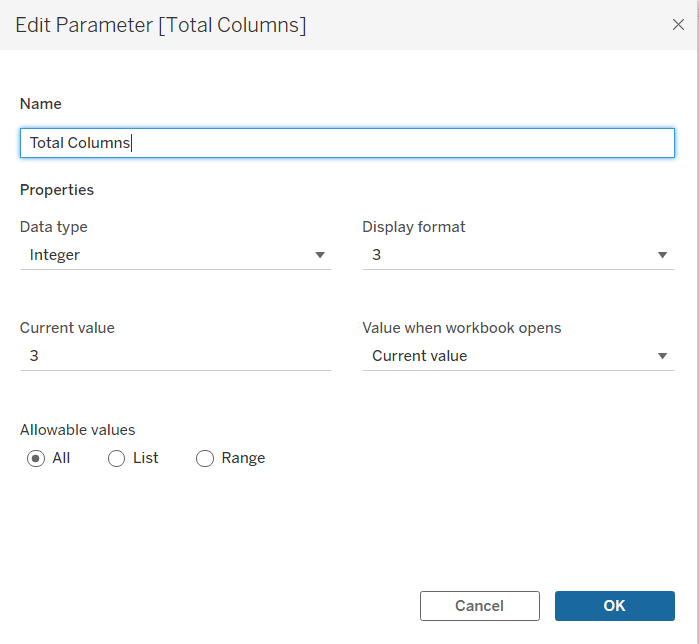 Edit Parameter [Total Columns]
Name
Total Columns
Properties
Data type
Display format
Integer
3
Current value
Value when workbook opens
3
Current value
Allowable values
All
List
Range
Cancel
OK